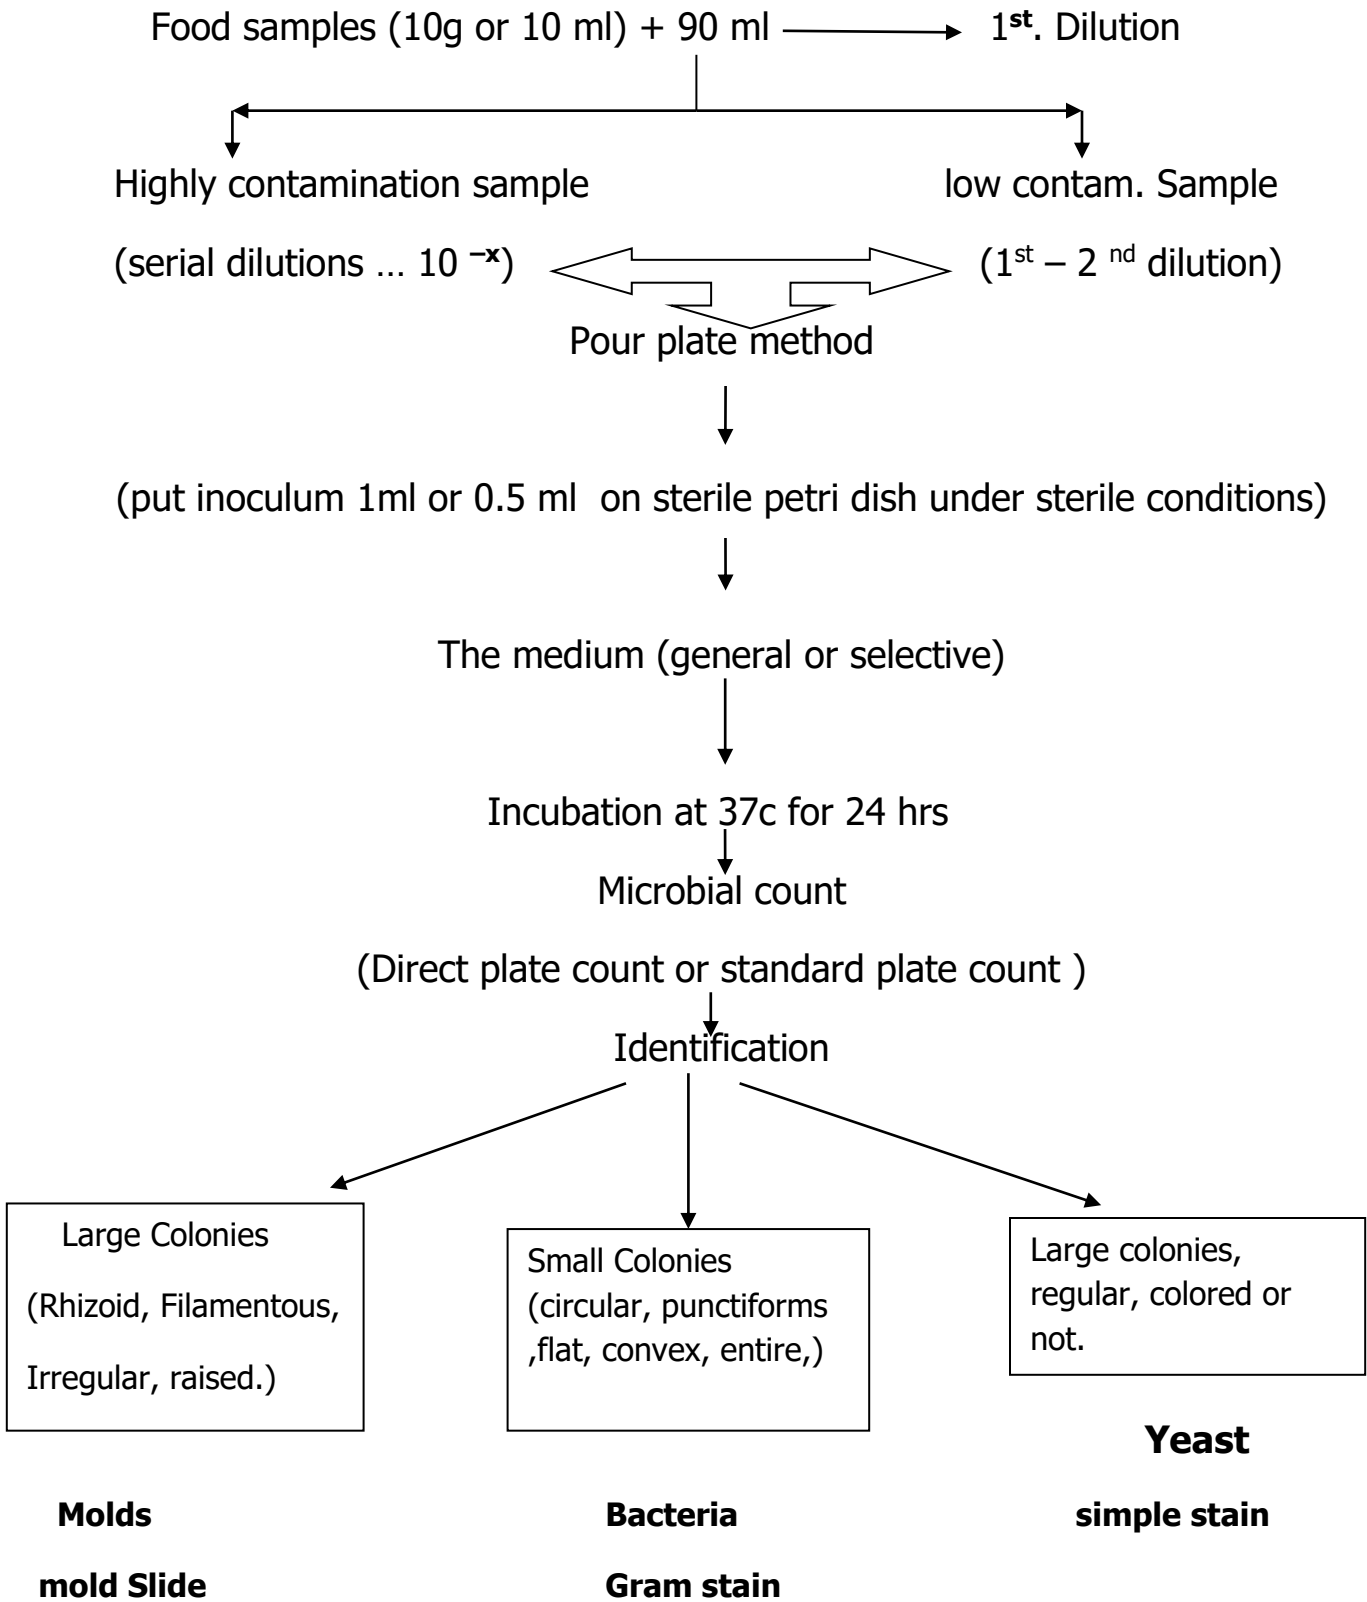 Food samples (10g or 10 ml) + 90 ml 1st. Dilution
Highly contamination sample low contam. Sample
(serial dilutions … 10 –x) (1st – 2 nd dilution)
Pour plate method
(put inoculum 1ml or 0.5 ml on sterile petri dish under sterile conditions)
The medium (general or selective)
Incubation at 37c for 24 hrs
Microbial count
(Direct plate count or standard plate count )
Identification
Large Colonies
(Rhizoid, Filamentous,
Irregular, raised.)
Small Colonies
(circular, punctiforms
,flat, convex, entire,)
Large colonies,
regular, colored or
not.
Yeast
Molds Bacteria simple stain
mold Slide Gram stain